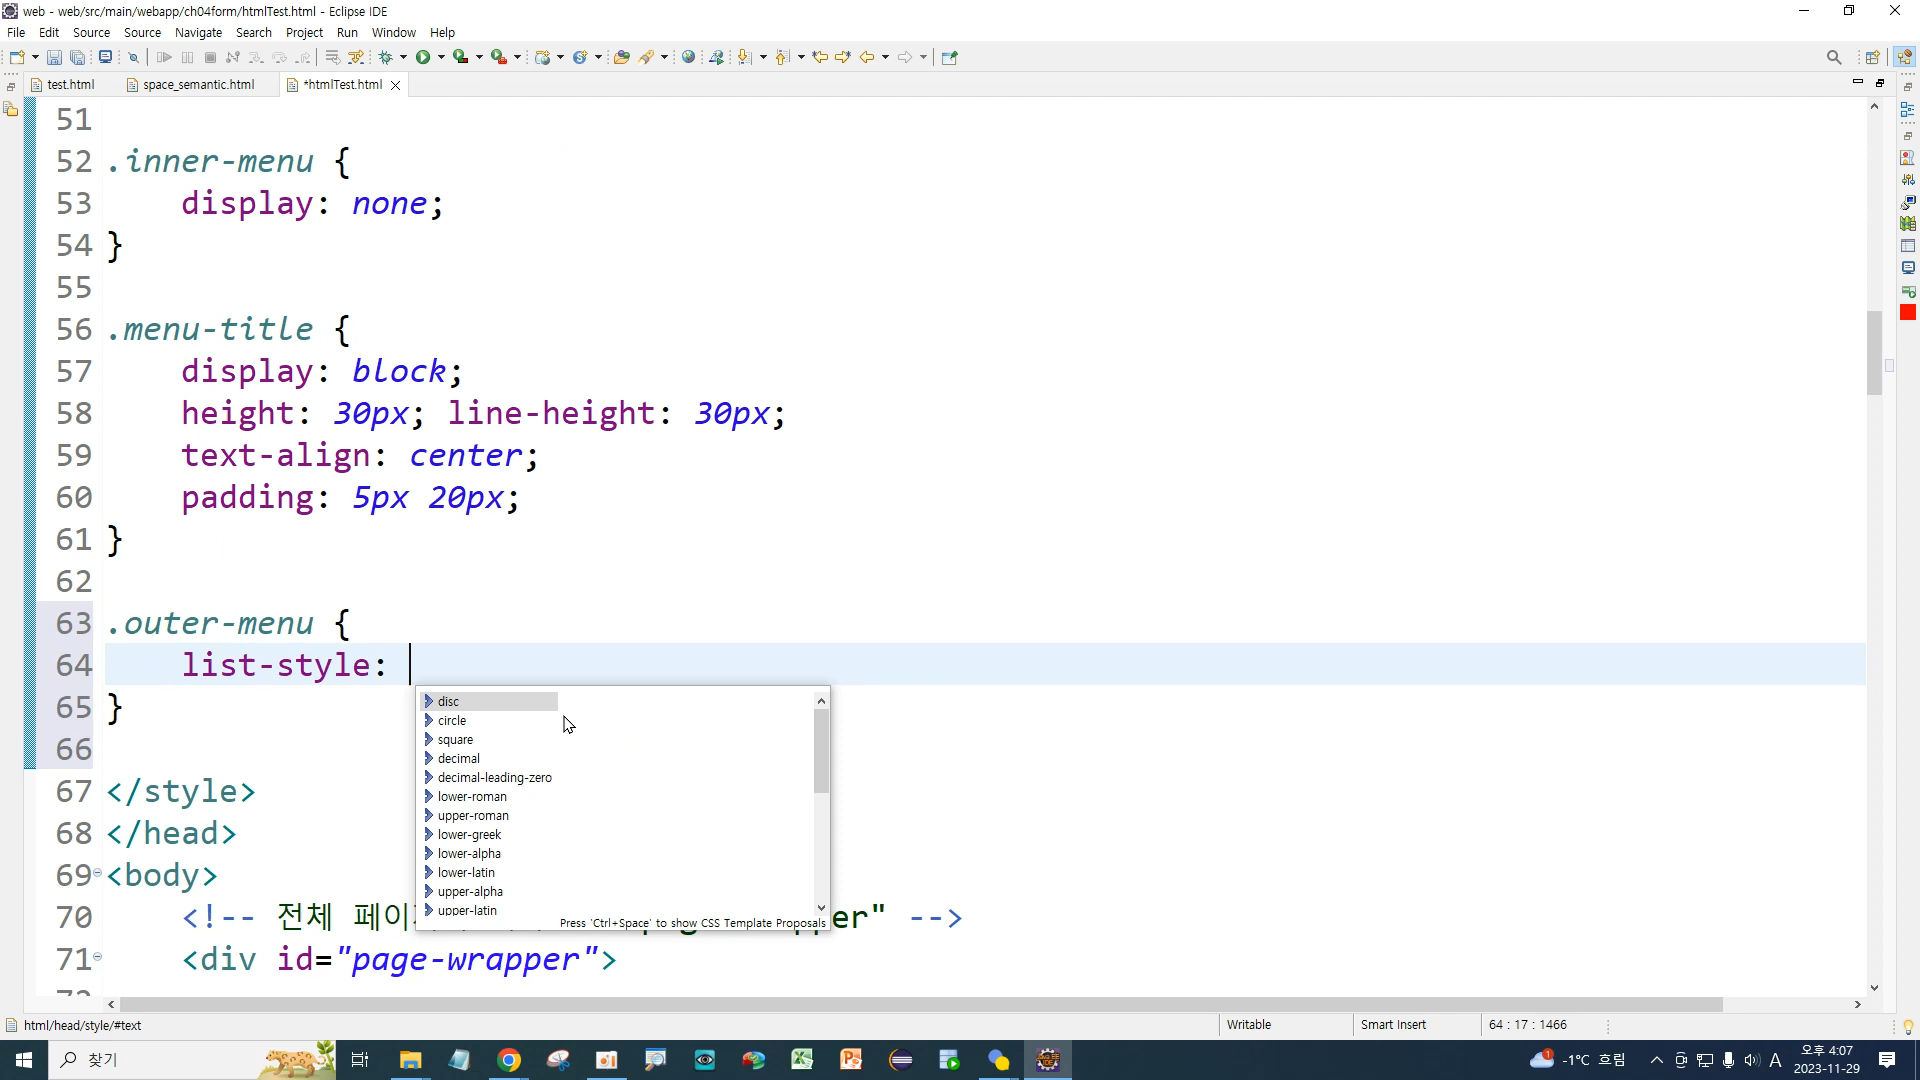 web - web/src/main/webapp/ch04form/htmlTest.html - Eclipse IDE
File Edit Source Source Navigate Search Project Run Window Help
test.html space_semantic.html *htmlTest.html
51
52 .inner-menu {
53 display: none;
54 }
55
56 .menu-title {
57 display: block;
58 height: 30px; line-height: 30px;
59 text-align: center;
60 padding: 5px 20px;
61 }
62
63 .outer-menu {
64 list-style:
65 }
66
67 </style>
68 </head>
69 <body>
70 <!-- 전체 er" -->
71 <div id="page-wrapper">
disc
circle
square
decimal
decimal-leading-zero
lower-roman
upper-roman
lower-greek
lower-alpha
lower-latin
upper-alpha
upper-latin
Press 'Ctrl+Space' to show CSS Template Proposals
html/head/style/#text Writable Smart Insert 64 : 17 : 1466
찾기
-1°C 흐림
A
오후 4:07
2023-11-29